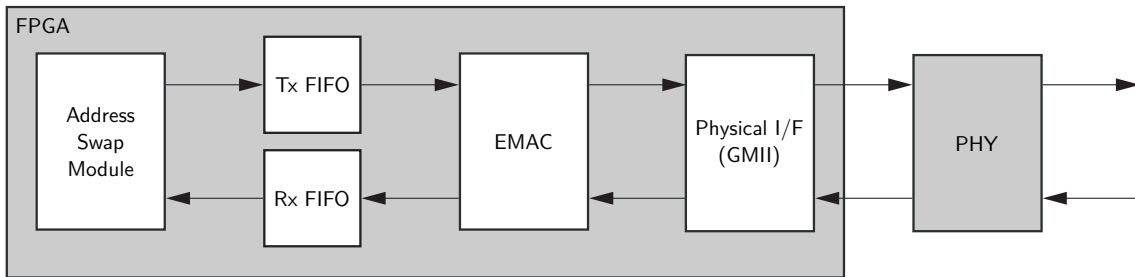 FPGA
Address
Swap
Module
Tx FIFO
Rx FIFO
EMAC
Physical I/F
(GMII)
PHY